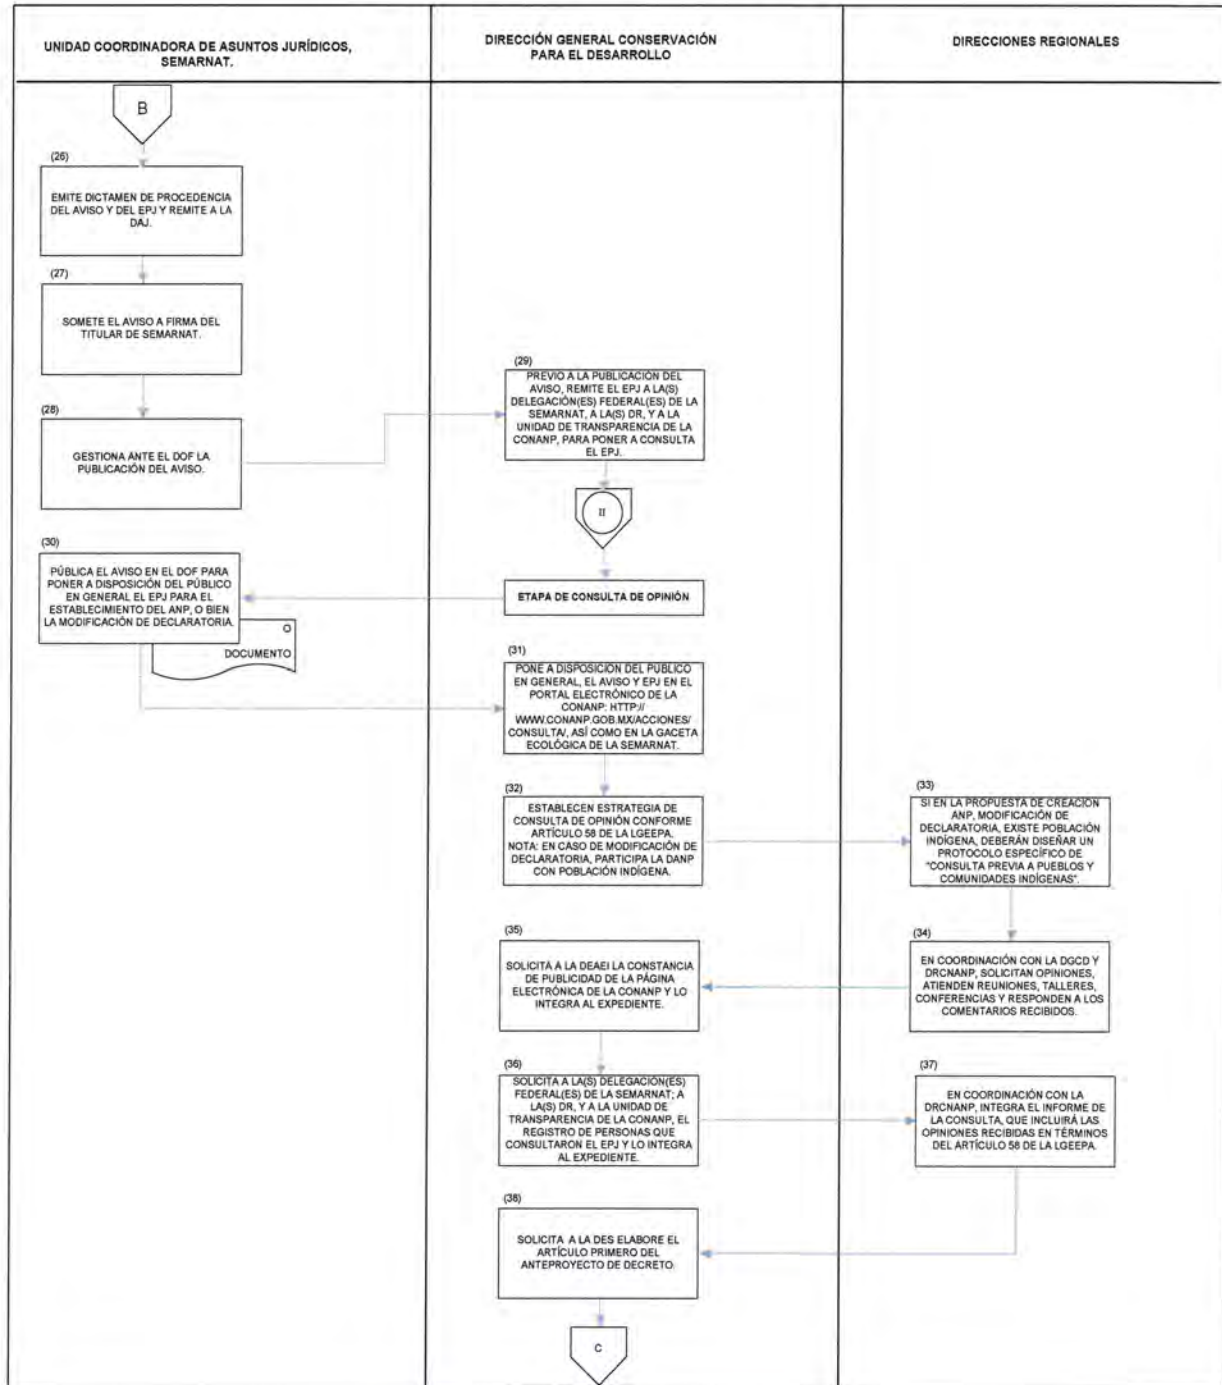 UNIDAD COORDINADORA DE ASUNTOS JURÍDICOS,
SEMARNAT.
DIRECCIÓN GENERAL CONSERVACIÓN
PARA EL DESARROLLO
DIRECCIONES REGIONALES
B
(26)
EMITE DICTAMEN DE PROCEDENCIA
DEL AVISO Y DEL EPJ Y REMITE A LA
DAJ.
(27)
SOMETE EL AVISO A FIRMA DEL
TITULAR DE SEMARNAT.
(28)
GESTIONA ANTE EL DOF LA
PUBLICACIÓN DEL AVISO.
(29)
PREVIO A LA PUBLICACIÓN DEL
AVISO, REMITE EL EPJ A LA(S)
DELEGACIÓN(ES) FEDERAL(ES) DE LA
SEMARNAT, A LA(S) DR, Y A LA
UNIDAD DE TRANSPARENCIA DE LA
CONANP, PARA PONER A CONSULTA
EL EPJ.
II
ETAPA DE CONSULTA DE OPINIÓN
(30)
PÚBLICA EL AVISO EN EL DOF PARA
PONER A DISPOSICIÓN DEL PÚBLICO
EN GENERAL EL EPJ PARA EL
ESTABLECIMIENTO DEL ANP, O BIEN
LA MODIFICACIÓN DE DECLARATORIA.
O
DOCUMENTO
(31)
PONE A DISPOSICIÓN DEL PÚBLICO
EN GENERAL, EL AVISO Y EPJ EN EL
PORTAL ELECTRÓNICO DE LA
CONANP: HTTP://
WWW.CONANP.GOB.MX/ACCIONES/
CONSULTA/, ASÍ COMO EN LA GACETA
ECOLÓGICA DE LA SEMARNAT.
(32)
ESTABLECEN ESTRATEGIA DE
CONSULTA DE OPINIÓN CONFORME
ARTÍCULO 58 DE LA LGEEPA.
NOTA: EN CASO DE MODIFICACIÓN DE
DECLARATORIA, PARTICIPA LA DANP
CON POBLACIÓN INDÍGENA.
(33)
SI EN LA PROPUESTA DE CREACIÓN
ANP, MODIFICACIÓN DE
DECLARATORIA, EXISTE POBLACIÓN
INDÍGENA, DEBERÁN DISEÑAR UN
PROTOCOLO ESPECÍFICO DE
"CONSULTA PREVIA A PUEBLOS Y
COMUNIDADES INDÍGENAS".
(34)
EN COORDINACIÓN CON LA DGCD Y
DRCNANP, SOLICITAN OPINIONES,
ATIENDEN REUNIONES, TALLERES,
CONFERENCIAS Y RESPONDEN A LOS
COMENTARIOS RECIBIDOS.
(35)
SOLICITA A LA DEAEI LA CONSTANCIA
DE PUBLICIDAD DE LA PÁGINA
ELECTRÓNICA DE LA CONANP Y LO
INTEGRA AL EXPEDIENTE.
(36)
SOLICITA A LA(S) DELEGACIÓN(ES)
FEDERAL(ES) DE LA SEMARNAT; A
LA(S) DR, Y A LA UNIDAD DE
TRANSPARENCIA DE LA CONANP, EL
REGISTRO DE PERSONAS QUE
CONSULTARON EL EPJ Y LO INTEGRA
AL EXPEDIENTE.
(37)
EN COORDINACIÓN CON LA
DRCNANP, INTEGRA EL INFORME DE
LA CONSULTA, QUE INCLUIRÁ LAS
OPINIONES RECIBIDAS EN TÉRMINOS
DEL ARTÍCULO 58 DE LA LGEEPA.
(38)
SOLICITA A LA DES ELABORE EL
ARTÍCULO PRIMERO DEL
ANTEPROYECTO DE DECRETO.
C